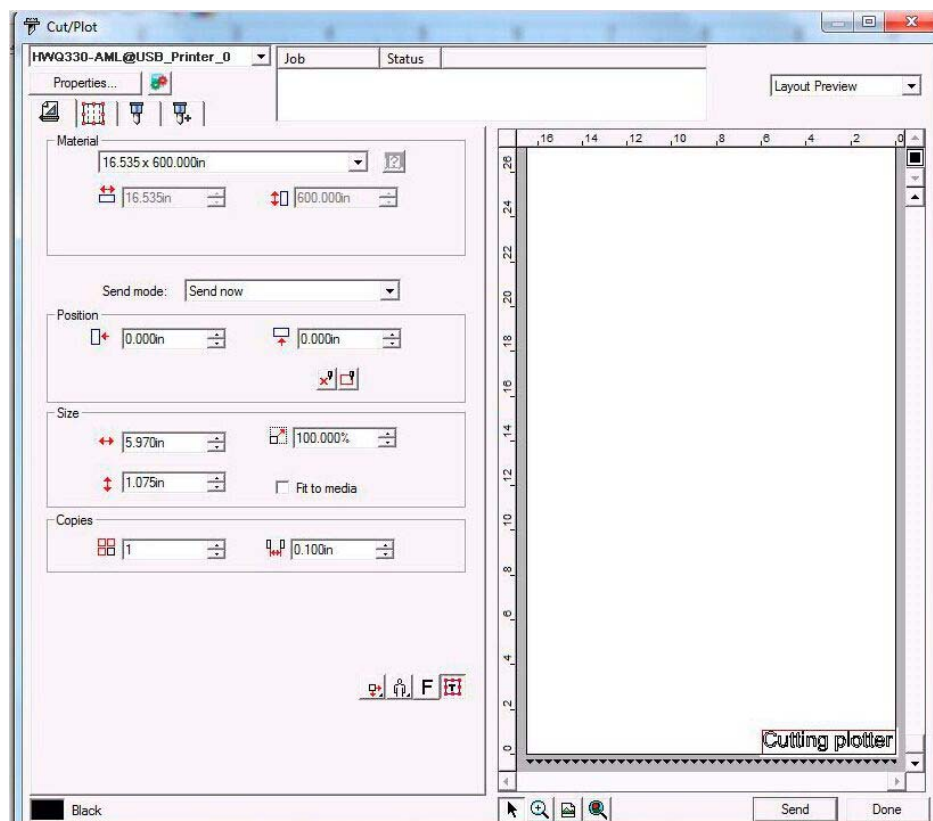 Cut/Plot
HWQ330-AML@USB_Printer_0
Job Status
Properties...
Layout Preview
Material
16.535 x 600.000in
16.535in 600.000in
Send mode: Send now
Position
0.000in 0.000in
Size
5.970in 100.000%
1.075in Fit to media
Copies
1 0.100in
F T
Black
16 14 12 10 8 6 4 2 0
26
24
22
20
18
16
14
12
10
8
6
4
2
0
Cutting plotter
Send Done